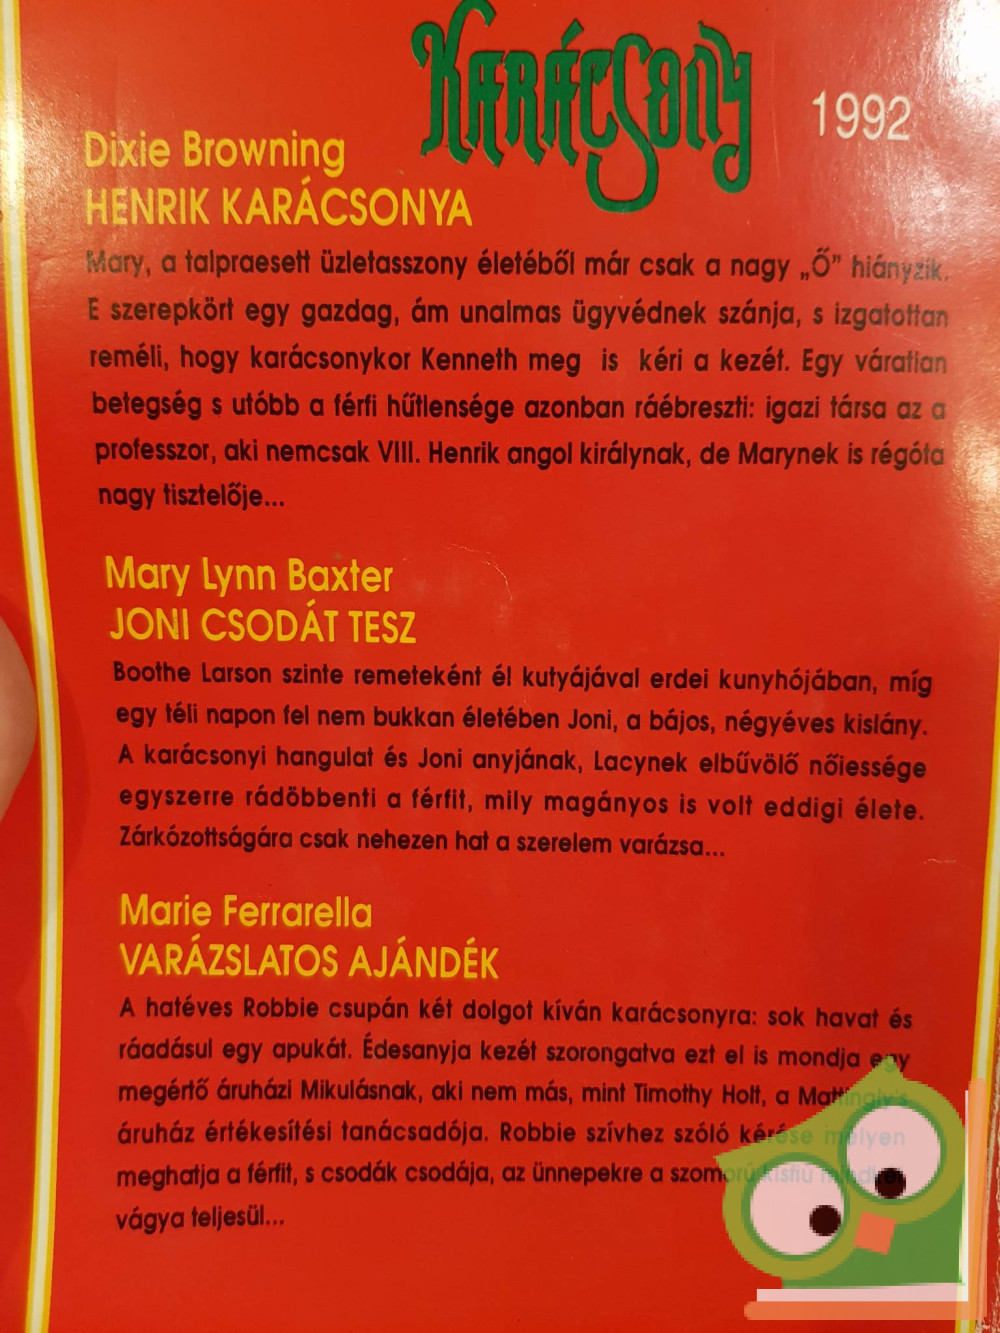 KARÁCSONY
1992
Dixie Browning
HENRIK KARÁCSONYA
Mary, a talpraesett üzletasszony életéből már csak a nagy „Ő” hiányzik.
E szerepkört egy gazdag, ám unalmas ügyvédnek szánja, s izgatottan
reméli, hogy karácsonykor Kenneth meg is kéri a kezét. Egy váratlan
betegség s utóbb a férfi hűtlensége azonban ráébreszti: igazi társa az a
professzor, aki nemcsak VIII. Henrik angol királynak, de Marynek is régóta
nagy tisztelője...
Mary Lynn Baxter
JONI CSODÁT TESZ
Boothe Larson szinte remeteként él kutyájával erdei kunyhójában, míg
egy téli napon fel nem bukkan életében Joni, a bájos, négyéves kislány.
A karácsonyi hangulat és Joni anyjának, Lacynek elbűvölő nőiessége
egyszerre rádöbbenti a férfit, mily magányos is volt eddigi élete.
Zárkózottságára csak nehezen hat a szerelem varázsa...
Marie Ferrarella
VARÁZSLATOS AJÁNDÉK
A hatéves Robbie csupán két dolgot kíván karácsonyra: sok havat és
ráadásul egy apukát. Édesanyja kezét szorongatva ezt el is mondja egy
megértő áruházi Mikulásnak, aki nem más, mint Timothy Holt, a Mattingly's
áruház értékesítési tanácsadója. Robbie szívhez szóló kérése mélyen
meghatja a férfit, s csodák csodája, az ünnepekre a szomorú kisfiú mindkét
vágya teljesül...